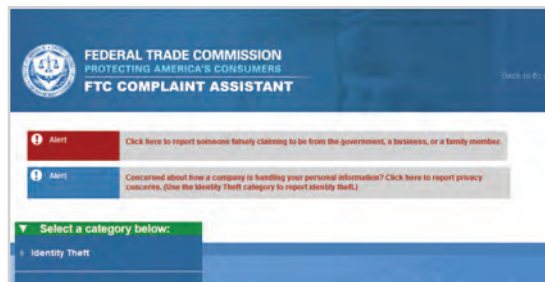 FEDERAL TRADE COMMISSION
PROTECTING AMERICA'S CONSUMERS
FTC COMPLAINT ASSISTANT
Back to
Alert
Click here to report someone falsely claiming to be from the government, a business, or a family member.
Alert
Concerned about how a company is handling your personal information? Click here to report privacy
concerns. (Use the Identity Theft category to report identity theft.)
Select a category below:
Identity Theft